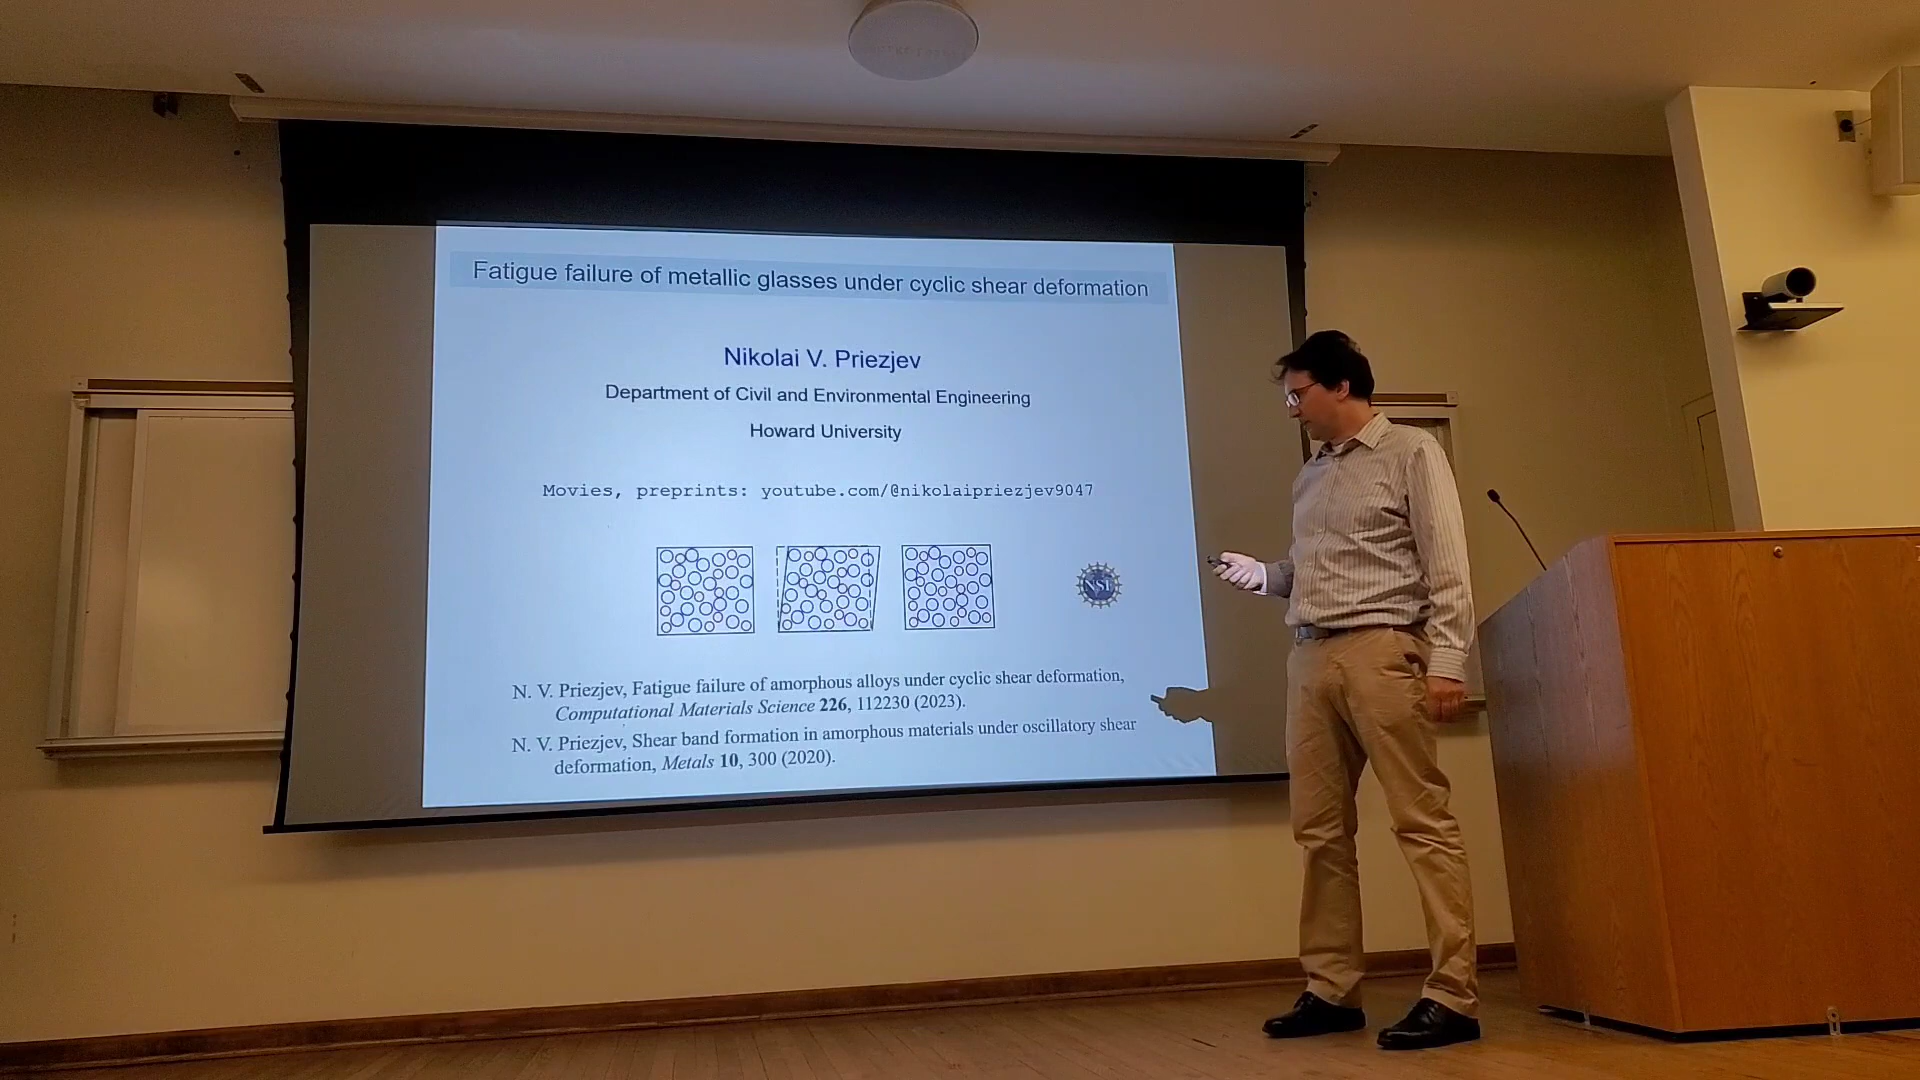 Fatigue failure of metallic glasses under cyclic shear deformation
Nikolai V. Priezjev
Department of Civil and Environmental Engineering
Howard University
Movies, preprints: youtube.com/@nikolaipriezjev9047
NSF
N. V. Priezjev, Fatigue failure of amorphous alloys under cyclic shear deformation,
Computational Materials Science 226, 112230 (2023).
N. V. Priezjev, Shear band formation in amorphous materials under oscillatory shear
deformation, Metals 10, 300 (2020).